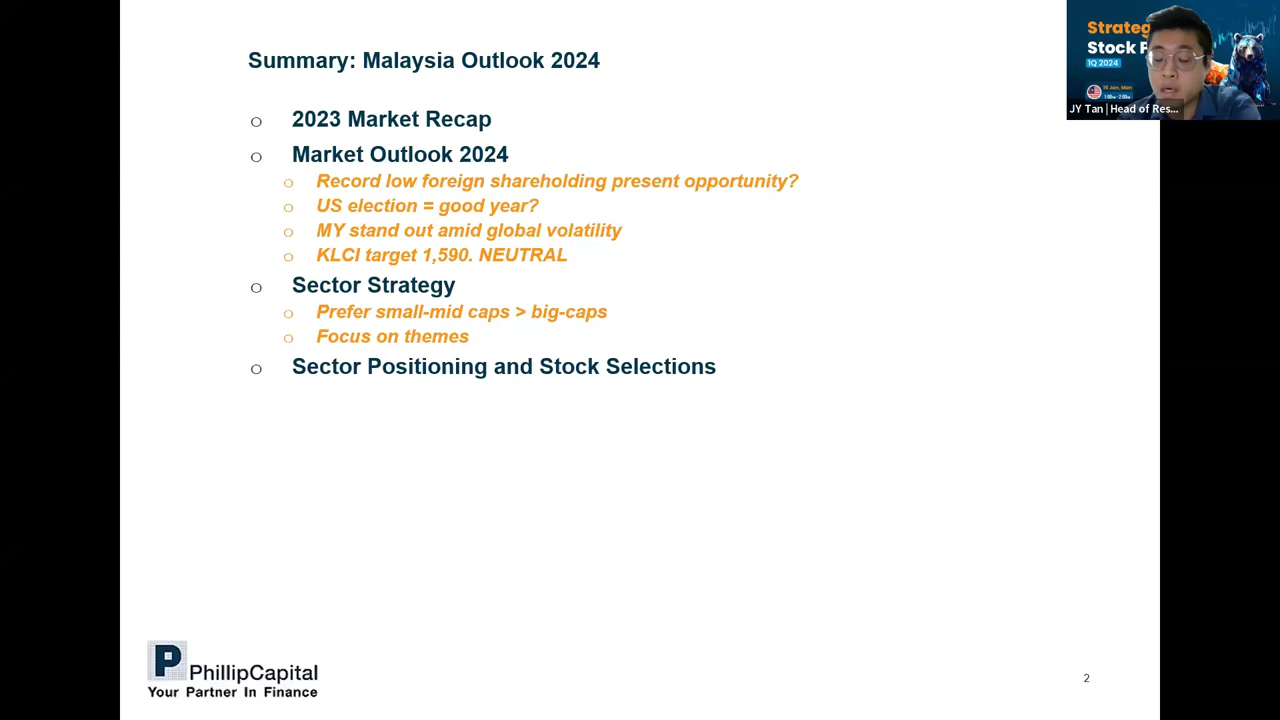 Summary: Malaysia Outlook 2024
2023 Market Recap
Market Outlook 2024
Record low foreign shareholding present opportunity?
US election = good year?
MY stand out amid global volatility
KLCI target 1,590. NEUTRAL
Sector Strategy
Prefer small-mid caps > big-caps
Focus on themes
Sector Positioning and Stock Selections
PhillipCapital
Your Partner In Finance
2
Strateg
Stock P
1Q 2024
JY Tan | Head of Res...